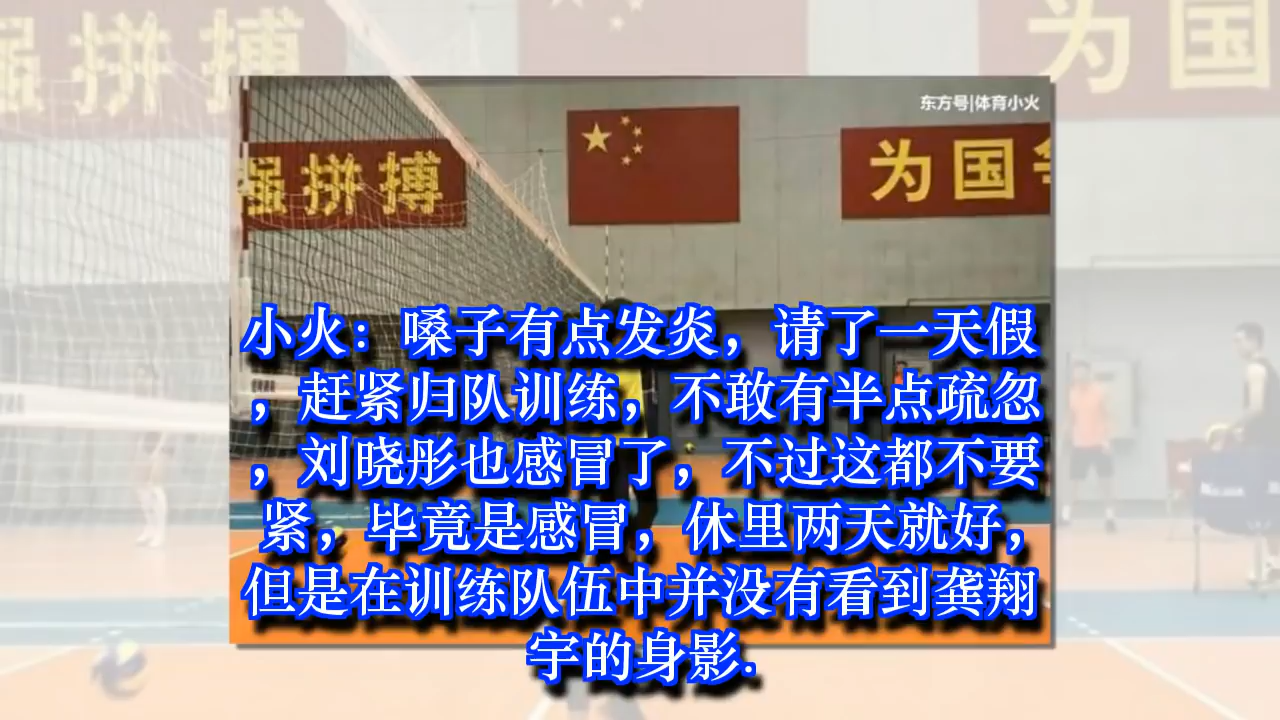 强拼搏
为国
东方号|体育小火
强拼搏
为国争
小火：嗓子有点发炎，请了一天假
，赶紧归队训练，不敢有半点疏忽
，刘晓彤也感冒了，不过这都不要
紧，毕竟是感冒，休里两天就好，
但是在训练队伍中并没有看到龚翔
宇的身影.